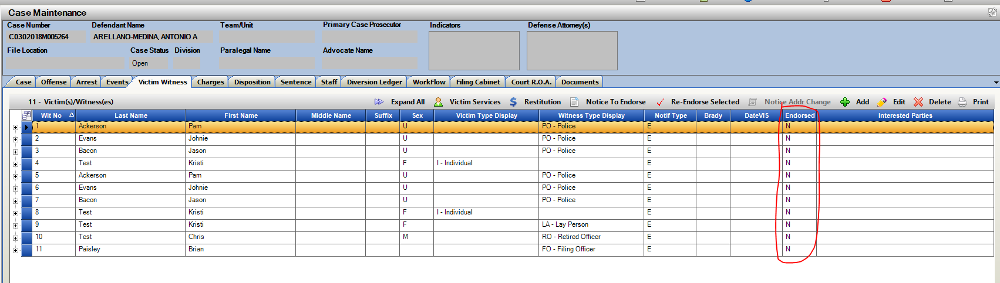 Case Maintenance
Case Number Defendant Name Team/Unit Primary Case Prosecutor Indicators Defense Attorney(s)
C0302018M005264 ARELLANO-MEDINA, ANTONIO A
File Location Case Status Division Paralegal Name Advocate Name
Open
Case Offense Arrest Events Victim Witness Charges Disposition Sentence Staff Diversion Ledger WorkFlow Filing Cabinet Court R.O.A. Documents
11 - Victim(s)/Witness(es) Expand All Victim Services Restitution Notice To Endorse Re-Endorse Selected Notice Addr Change Add Edit Delete Print
Wit No Last Name First Name Middle Name Suffix Sex Victim Type Display Witness Type Display Notif Type Brady DateVIS Endorsed Interested Parties
1 Ackerson Pam U PO - Police E N
2 Evans Johnie U PO - Police E N
3 Bacon Jason U PO - Police E N
4 Test Kristi F I - Individual E N
5 Ackerson Pam U PO - Police E N
6 Evans Johnie U PO - Police E N
7 Bacon Jason U PO - Police E N
8 Test Kristi F I - Individual E N
9 Test Kristi F LA - Lay Person E N
10 Test Chris M RO - Retired Officer E N
11 Paisley Brian FO - Filing Officer E N